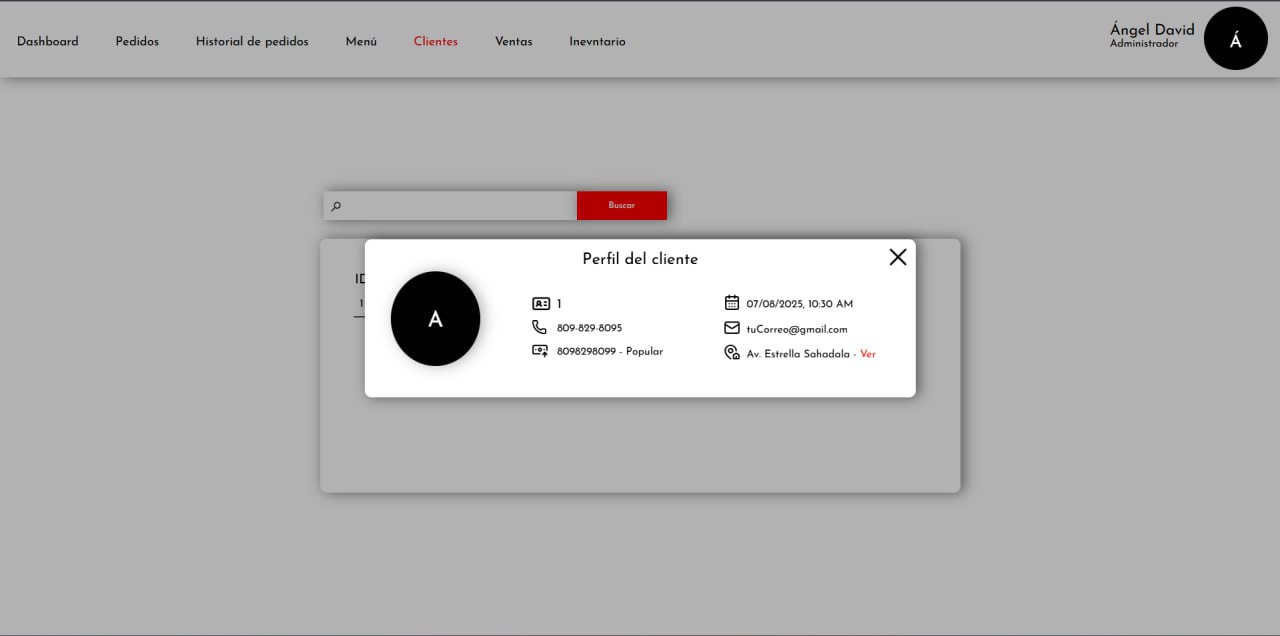 Dashboard Pedidos Historial de pedidos Menú Clientes Ventas Inevntario
Ángel David
Administrador
Á
Buscar
Perfil del cliente
ID
1
A
1
809-829-8095
8098298099 - Popular
07/08/2025, 10:30 AM
tuCorreo@gmail.com
Av. Estrella Sahadala - Ver